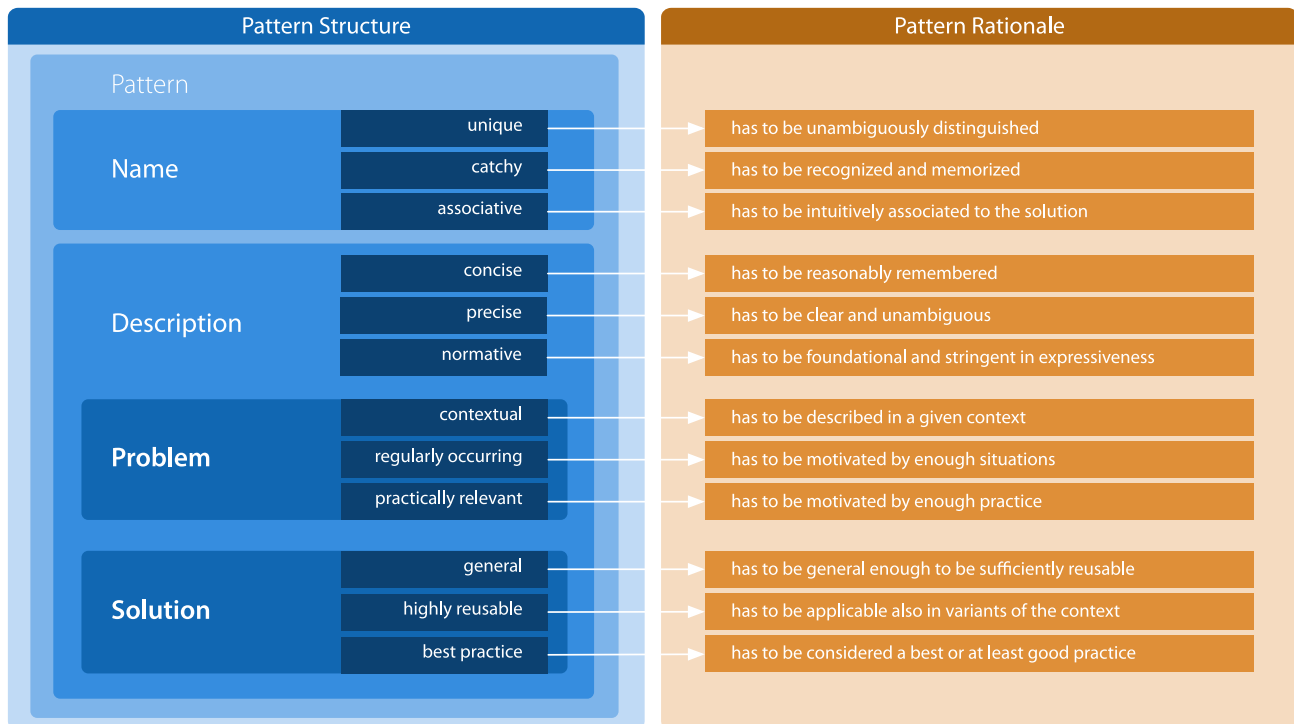 Pattern Structure
Pattern Rationale
Pattern
Name
unique
has to be unambiguously distinguished
catchy
has to be recognized and memorized
associative
has to be intuitively associated to the solution
Description
concise
has to be reasonably remembered
precise
has to be clear and unambiguous
normative
has to be foundational and stringent in expressiveness
Problem
contextual
has to be described in a given context
regularly occurring
has to be motivated by enough situations
practically relevant
has to be motivated by enough practice
Solution
general
has to be general enough to be sufficiently reusable
highly reusable
has to be applicable also in variants of the context
best practice
has to be considered a best or at least good practice